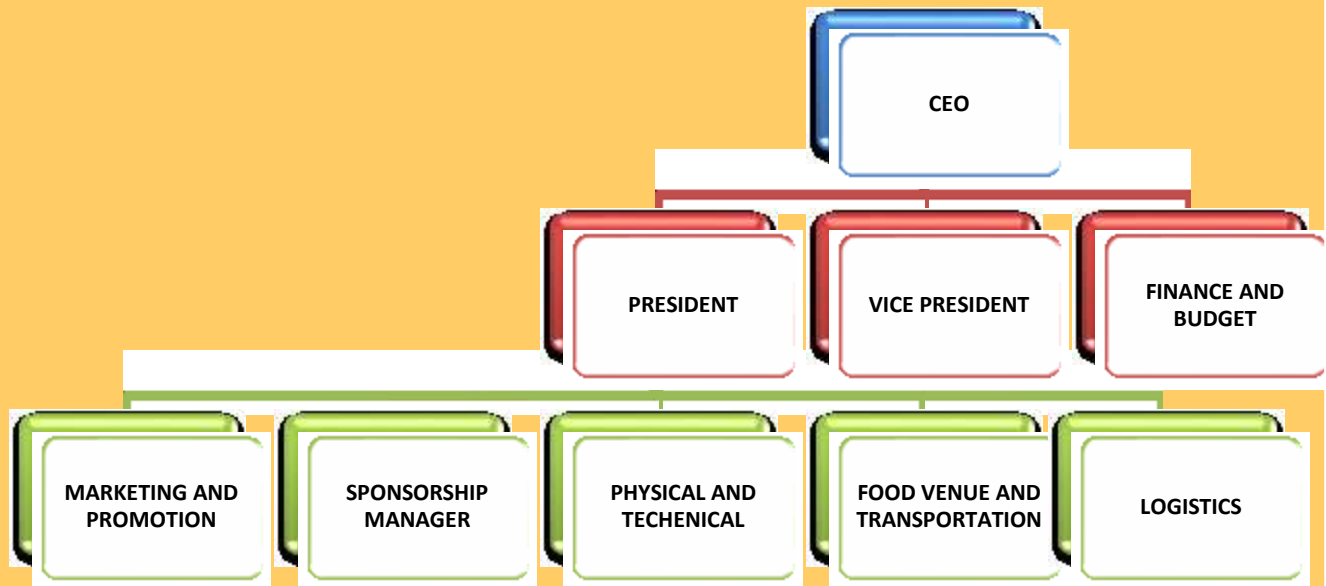 CEO
PRESIDENT
VICE PRESIDENT
FINANCE AND
BUDGET
MARKETING AND
PROMOTION
SPONSORSHIP
MANAGER
PHYSICAL AND
TECHENICAL
FOOD VENUE AND
TRANSPORTATION
LOGISTICS